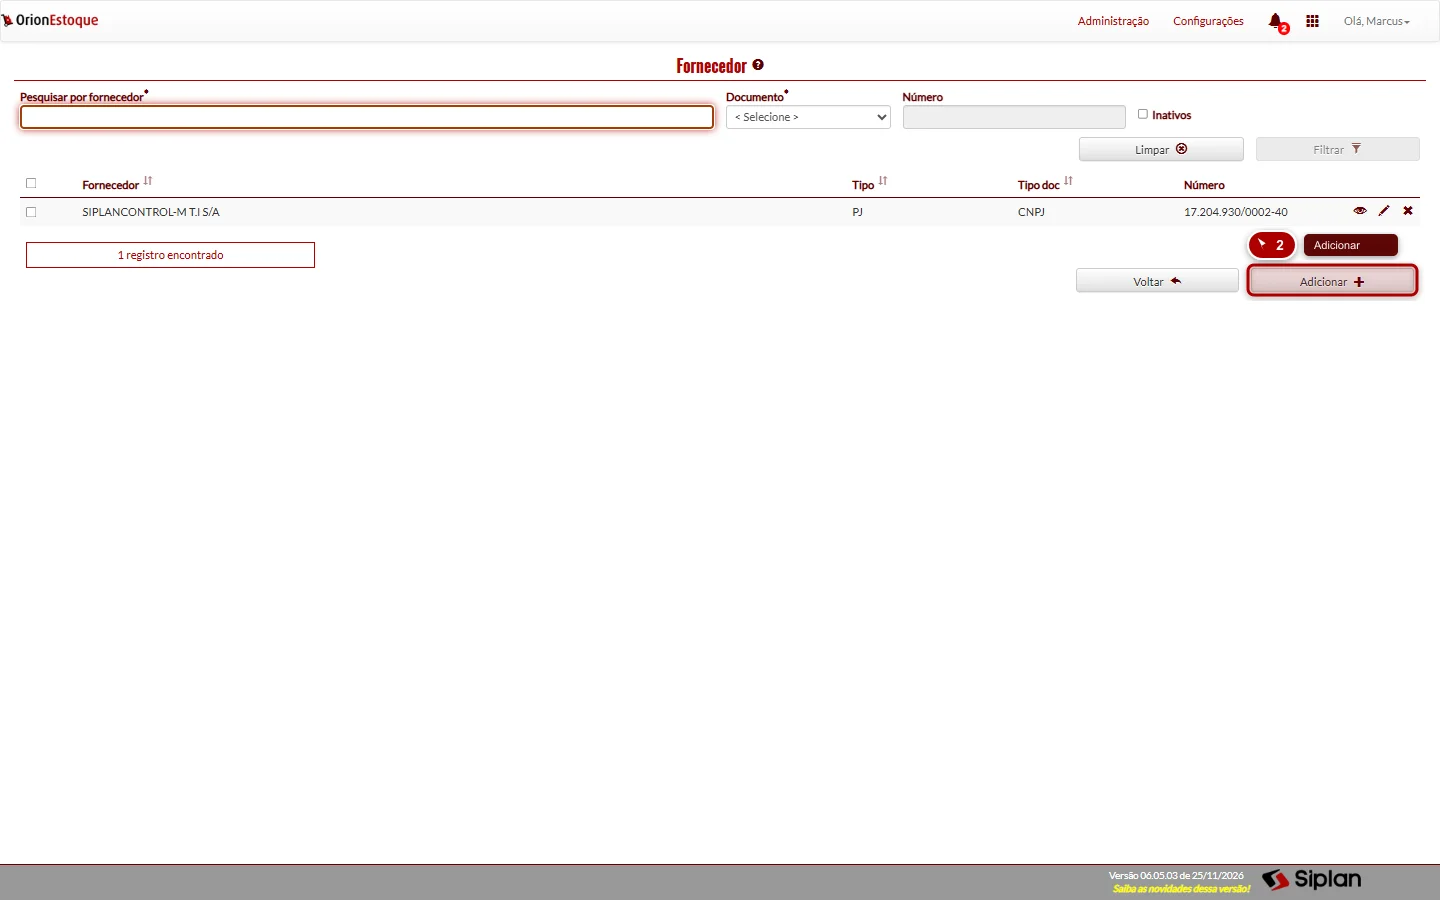 OrionEstoque
Administração Configurações 2 Olá, Marcus
Fornecedor ?
Pesquisar por fornecedor* Documento* Número
< Selecione > Inativos
Limpar Filtrar
Fornecedor Tipo Tipo doc Número
SIPLANCONTROL-M T.I S/A PJ CNPJ 17.204.930/0002-40
2 Adicionar
1 registro encontrado
Voltar Adicionar
Versão 06.05.03 de 25/11/2026
Saiba as novidades dessa versão!
Siplan